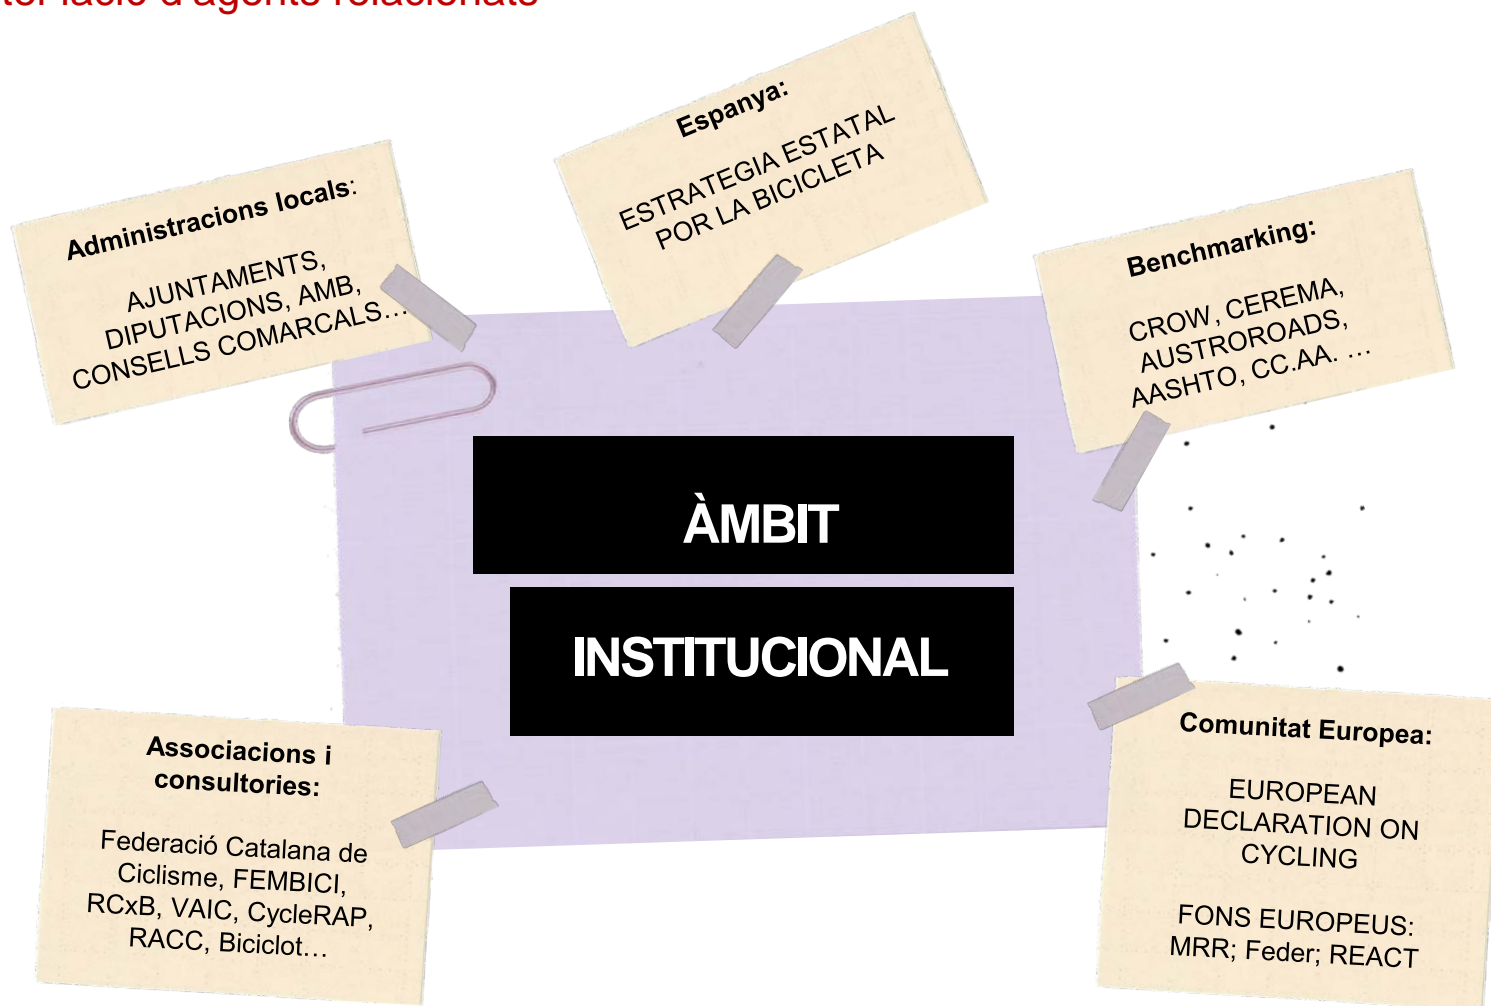 d'agents relacionats
Espanya:
ESTRATEGIA ESTATAL
POR LA BICICLETA
Administracions locals:
AJUNTAMENTS,
DIPUTACIONS, AMB,
CONSELLS COMARCALS…
Benchmarking:
CROW, CEREMA,
AUSTROROADS,
AASHTO, CC.AA. …
ÀMBIT
INSTITUCIONAL
Associacions i
consultories:
Federació Catalana de
Ciclisme, FEMBICI,
RCxB, VAIC, CycleRAP,
RACC, Biciclot…
Comunitat Europea:
EUROPEAN
DECLARATION ON
CYCLING
FONS EUROPEUS:
MRR; Feder; REACT